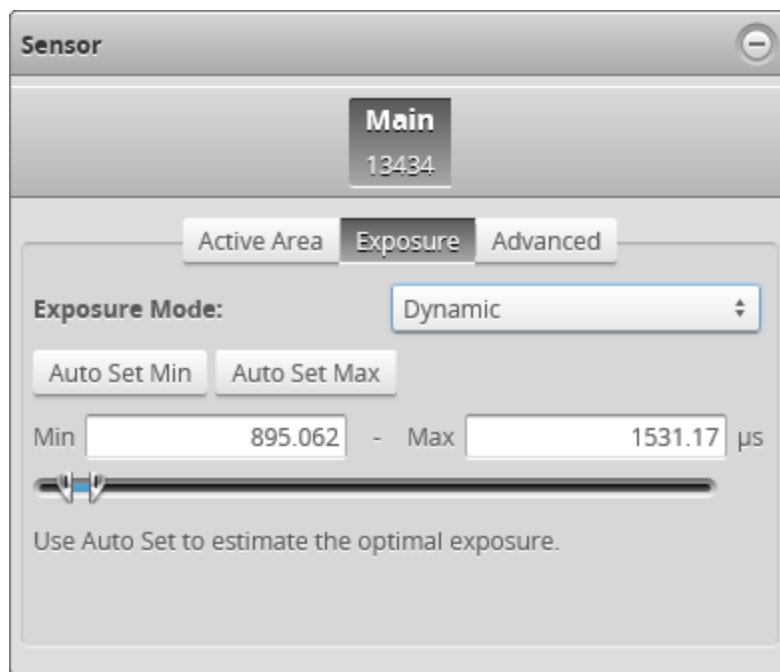 Sensor
Main
13434
Active Area Exposure Advanced
Exposure Mode: Dynamic
Auto Set Min Auto Set Max
Min 895.062 - Max 1531.17 µs
Use Auto Set to estimate the optimal exposure.